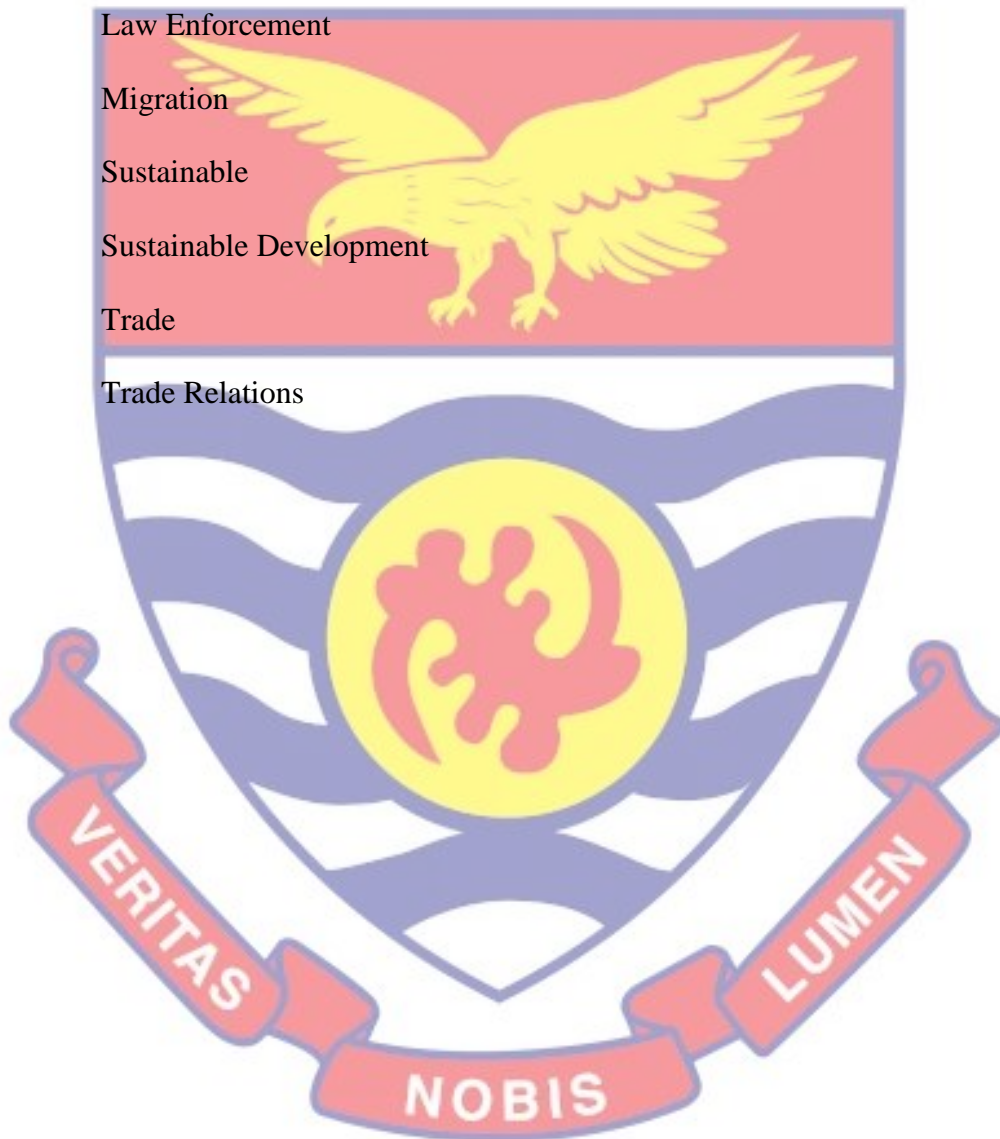 Law Enforcement
Migration
Sustainable
Sustainable Development
Trade
Trade Relations
VERITAS
NOBIS
LUMEN